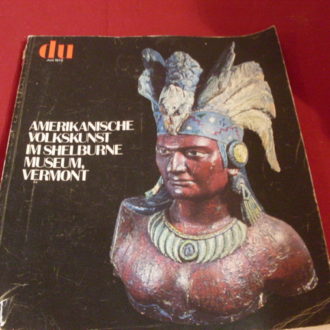 du
AMERIKANISCHE
VOLKSKUNST
IM SHELBURNE
MUSEUM,
VERMONT